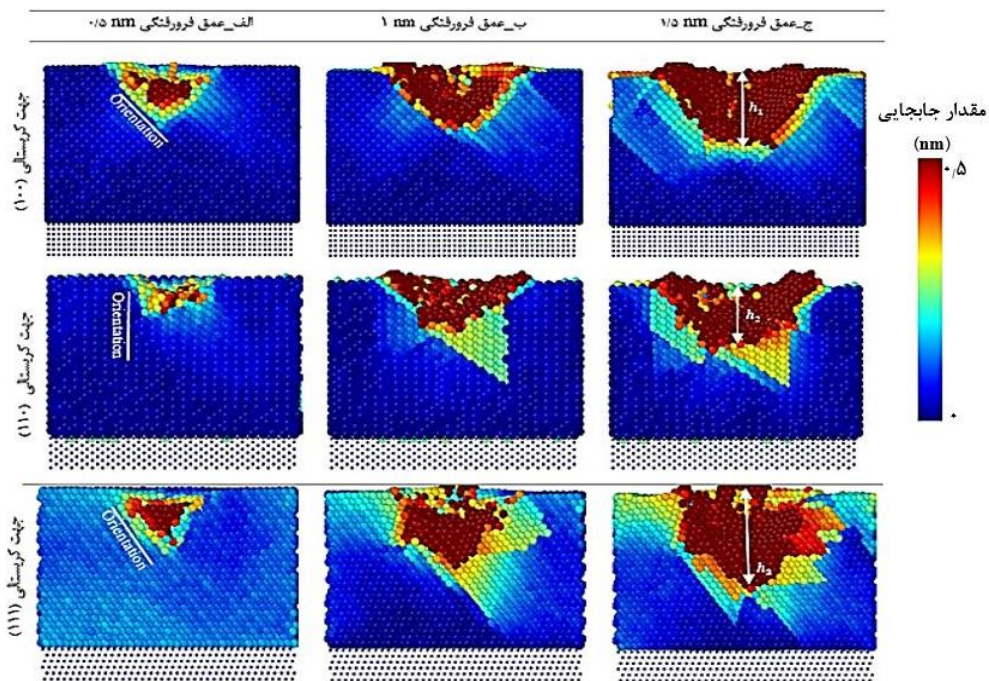 الف_عمق فرورفتگی ۰/۵ nm
ب_عمق فرورفتگی ۱ nm
ج_عمق فرورفتگی ۱/۵ nm
مقدار جابجایی
(nm)
۰٫۵
۰
جهت کریستالی (۱۰۰)
Orientation
h₁
جهت کریستالی (۱۱۰)
Orientation
h₂
جهت کریستالی (۱۱۱)
Orientation
h₃